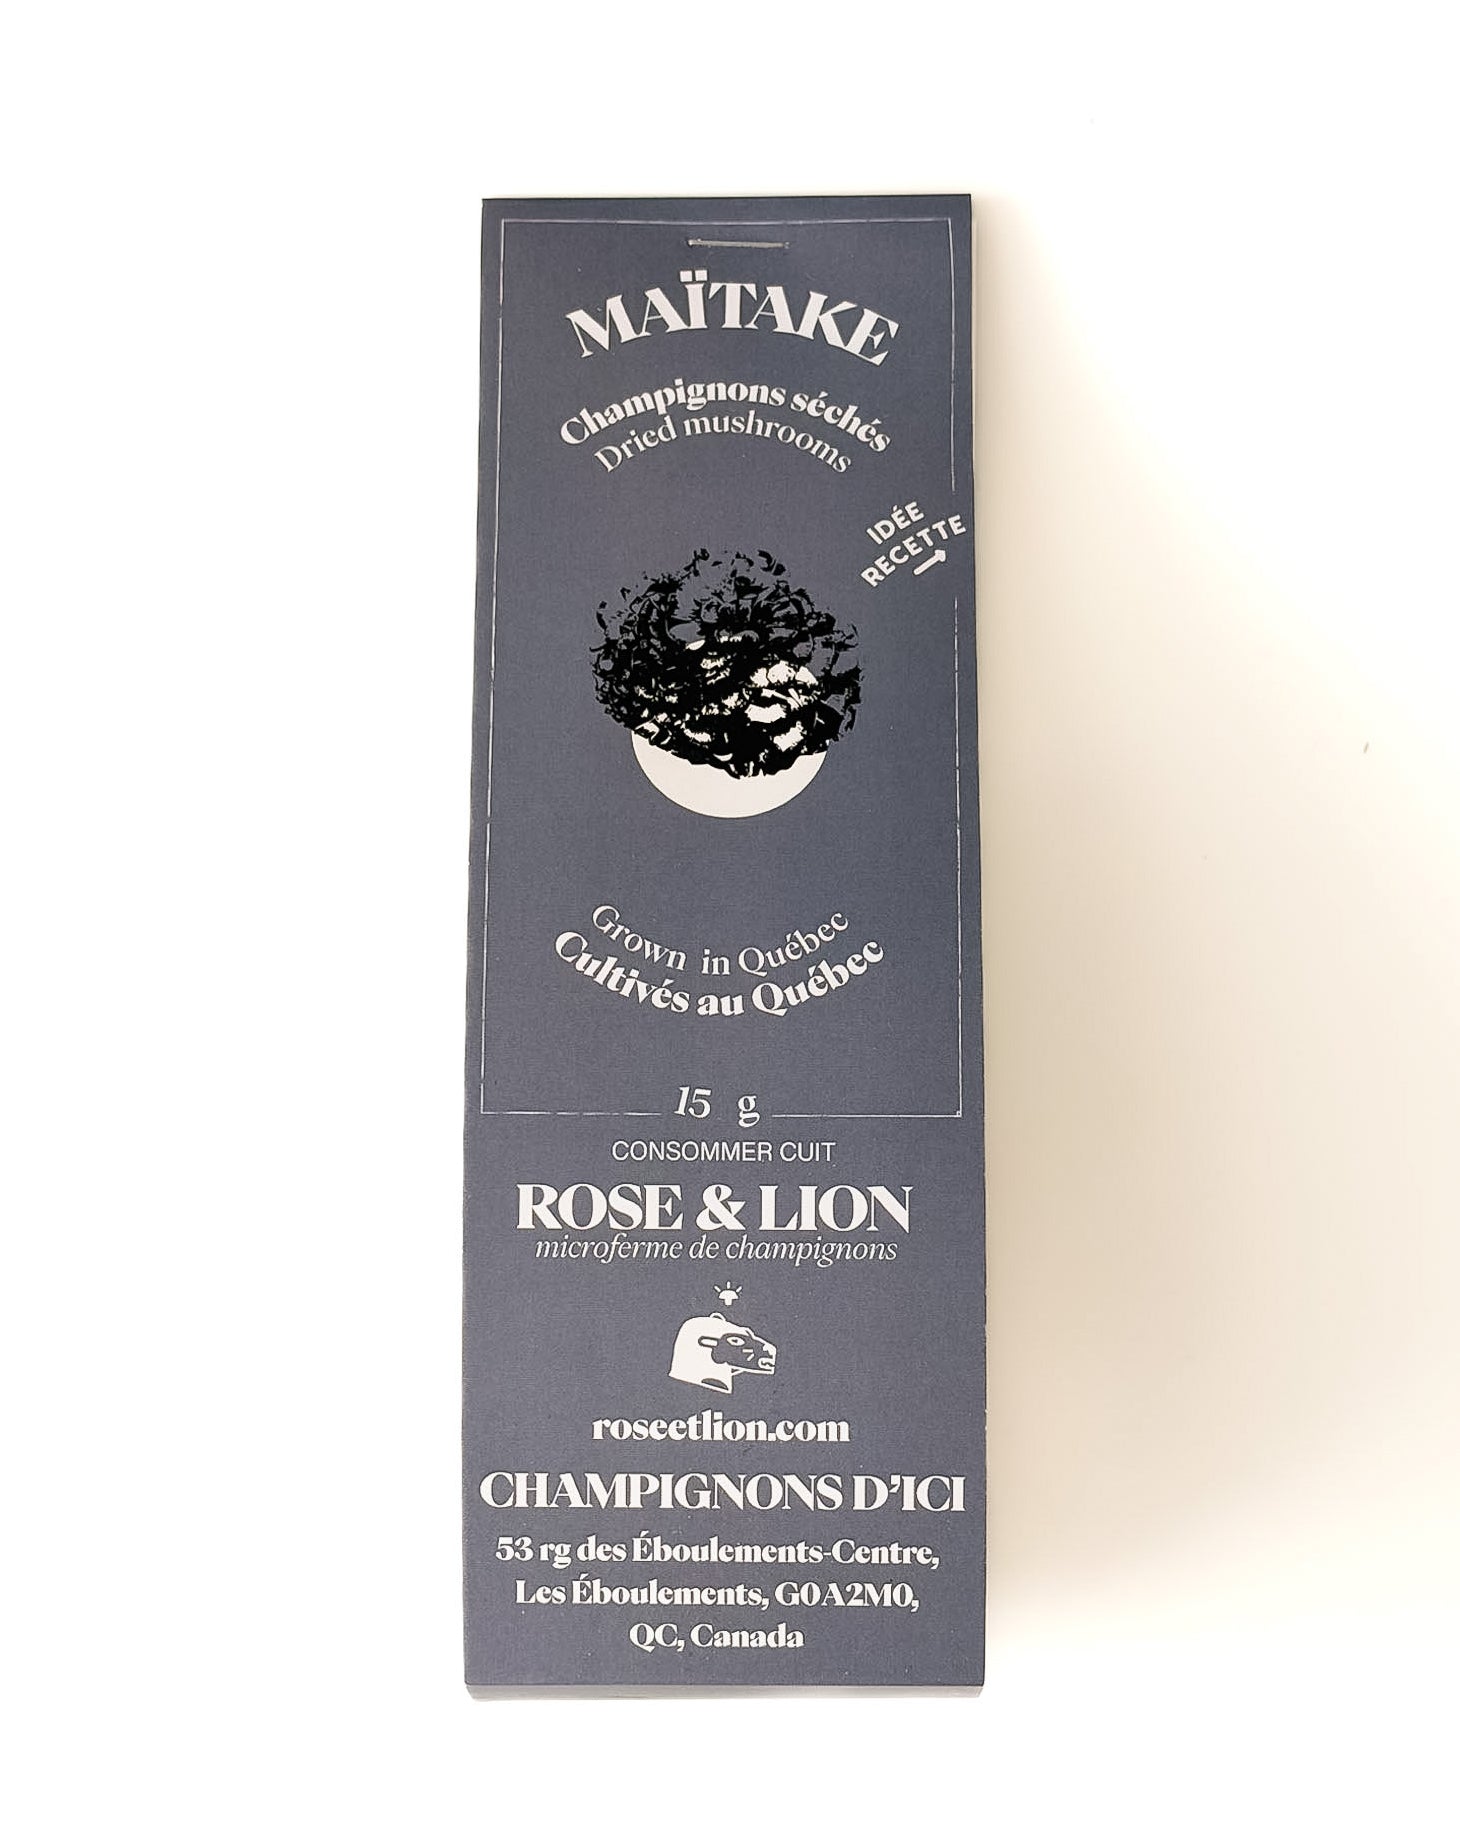 MAÏTAKE
Champignons séchés
Dried mushrooms
IDÉE
RECETTE
Grown in Québec
Cultivés au Québec
15 g
CONSOMMER CUIT
ROSE & LION
microferme de champignons
roseetlion.com
CHAMPIGNONS D'ICI
53 rg des Éboulements-Centre,
Les Éboulements, G0A2M0,
QC, Canada